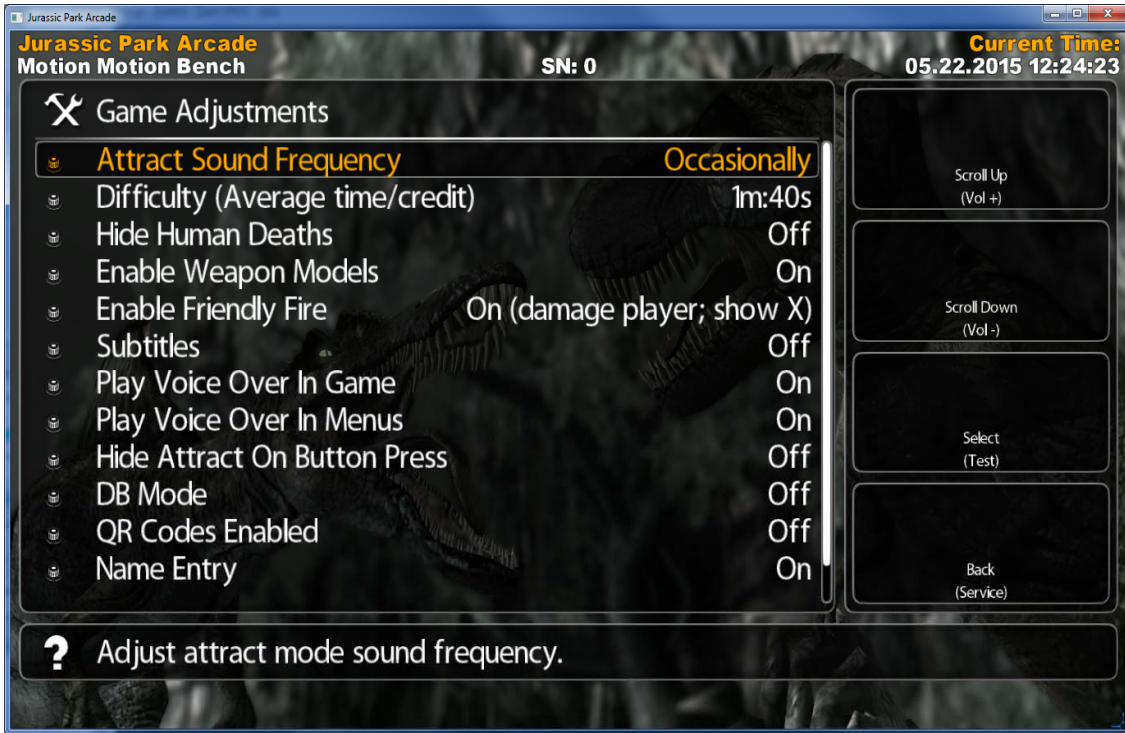 Jurassic Park Arcade
Jurassic Park Arcade
Current Time:
Motion Motion Bench
SN: 0
05.22.2015 12:24:23
Game Adjustments
Attract Sound Frequency Occasionally
Difficulty (Average time/credit) 1m:40s
Hide Human Deaths Off
Enable Weapon Models On
Enable Friendly Fire On (damage player; show X)
Subtitles Off
Play Voice Over In Game On
Play Voice Over In Menus On
Hide Attract On Button Press Off
DB Mode Off
QR Codes Enabled Off
Name Entry On
Scroll Up
(Vol +)
Scroll Down
(Vol -)
Select
(Test)
Back
(Service)
? Adjust attract mode sound frequency.